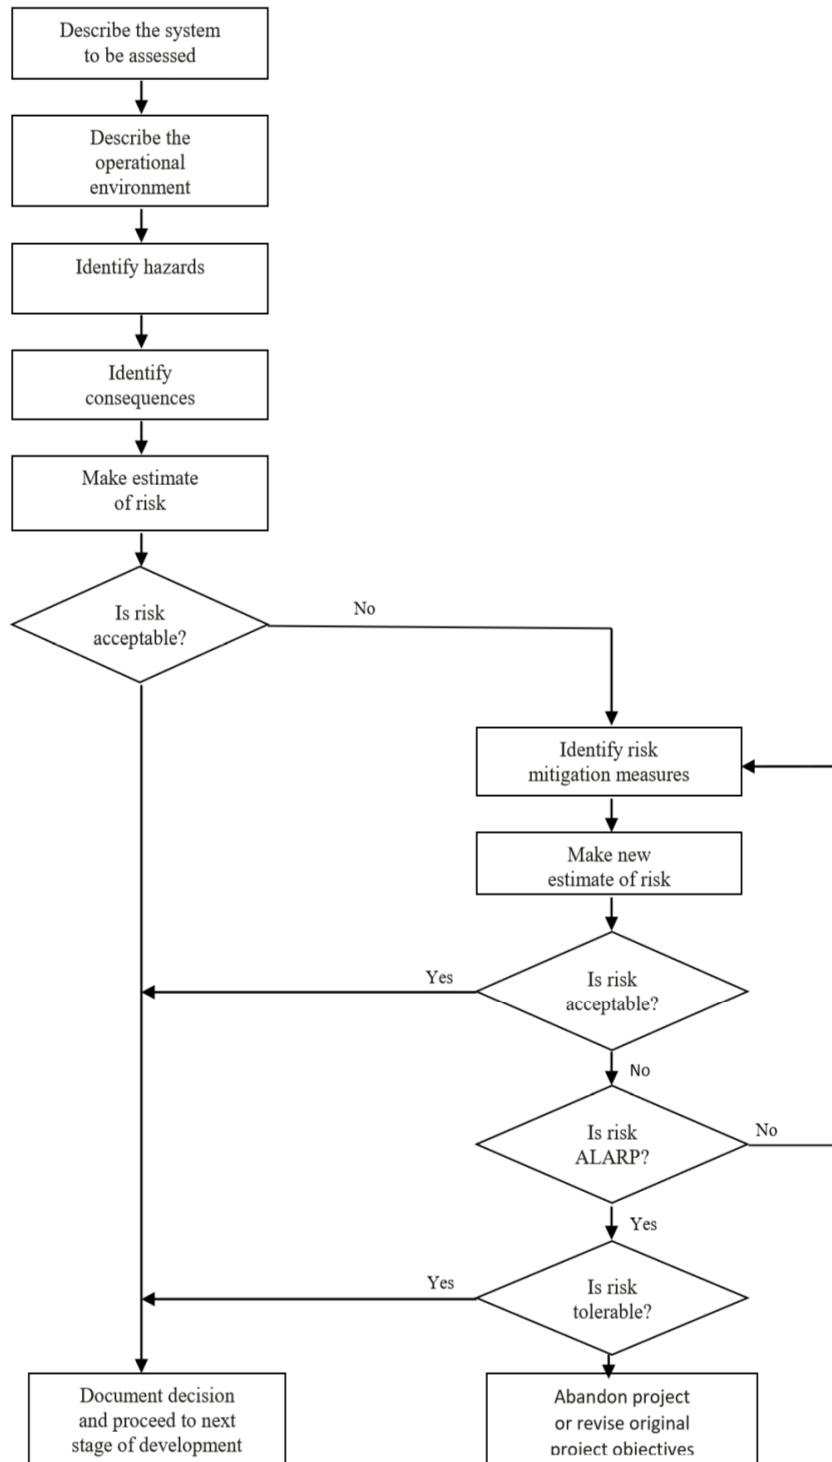 Describe the system
to be assessed
Describe the
operational
environment
Identify hazards
Identify
consequences
Make estimate
of risk
Is risk
acceptable?
No
Identify risk
mitigation measures
Make new
estimate of risk
Is risk
acceptable?
Yes
No
Is risk
ALARP?
No
Yes
Is risk
tolerable?
Yes
Document decision
and proceed to next
stage of development
Abandon project
or revise original
project objectives